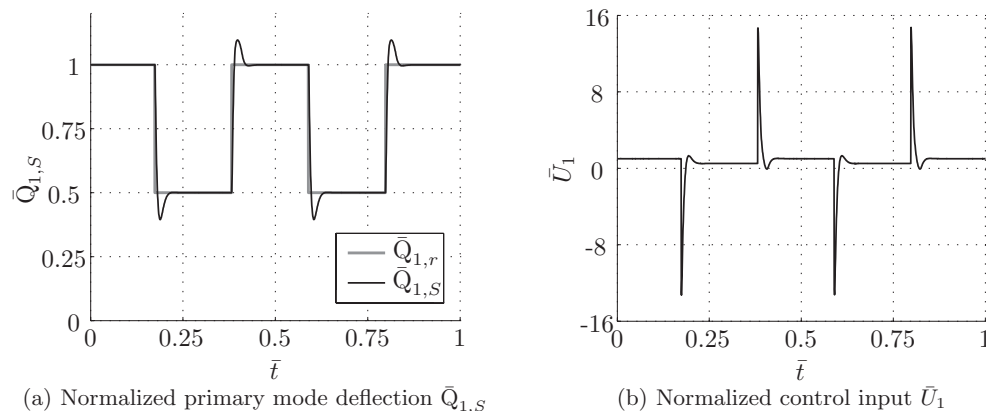 1
0.75
0.5
0.25
0
0 0.25 0.5 0.75 1
Q̄1,S
t̄
Q̄1,r
Q̄1,S
(a) Normalized primary mode deflection Q̄1,S
16
8
0
-8
-16
0 0.25 0.5 0.75 1
Ū1
t̄
(b) Normalized control input Ū1